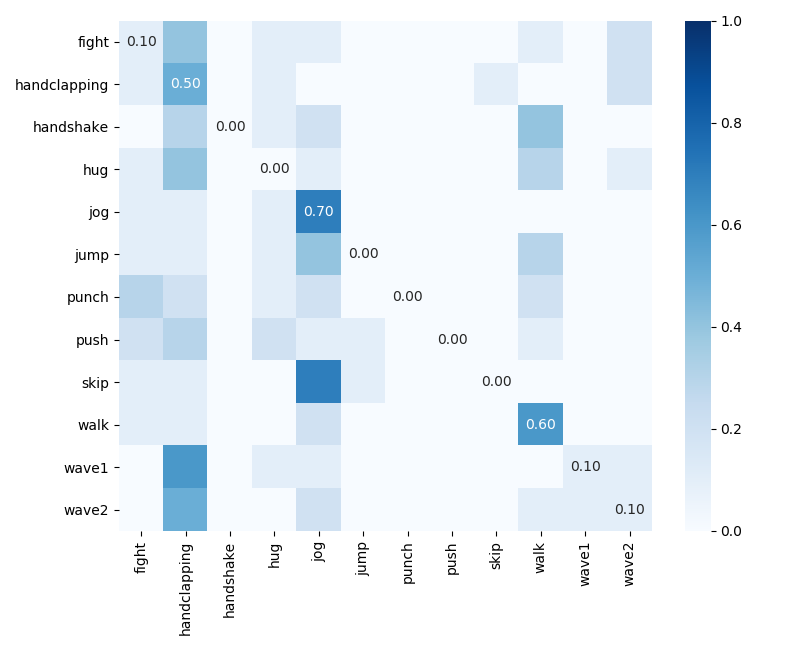 fight 0.10
handclapping 0.50
handshake 0.00
hug 0.00
jog 0.70
jump 0.00
punch 0.00
push 0.00
skip 0.00
walk 0.60
wave1 0.10
wave2 0.10
fight handclapping handshake hug jog jump punch push skip walk wave1 wave2
1.0
0.8
0.6
0.4
0.2
0.0